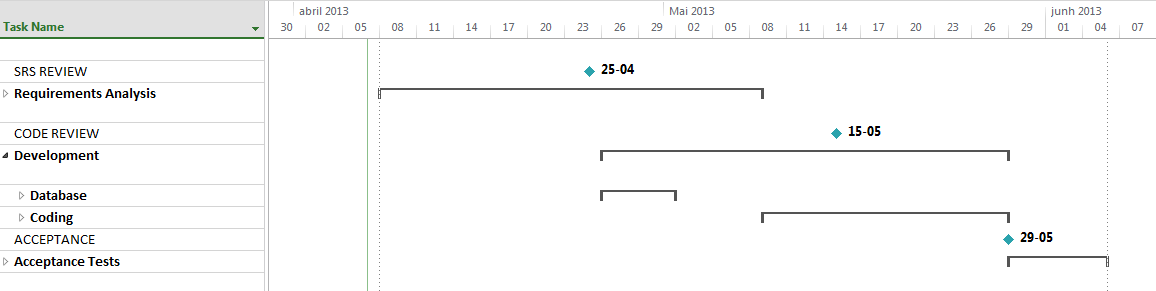 abril 2013 Mai 2013 junh 2013
Task Name
30 02 05 08 11 14 17 20 23 26 29 02 05 08 11 14 17 20 23 26 29 01 04 07
SRS REVIEW 25-04
Requirements Analysis
CODE REVIEW 15-05
Development
Database
Coding
ACCEPTANCE 29-05
Acceptance Tests